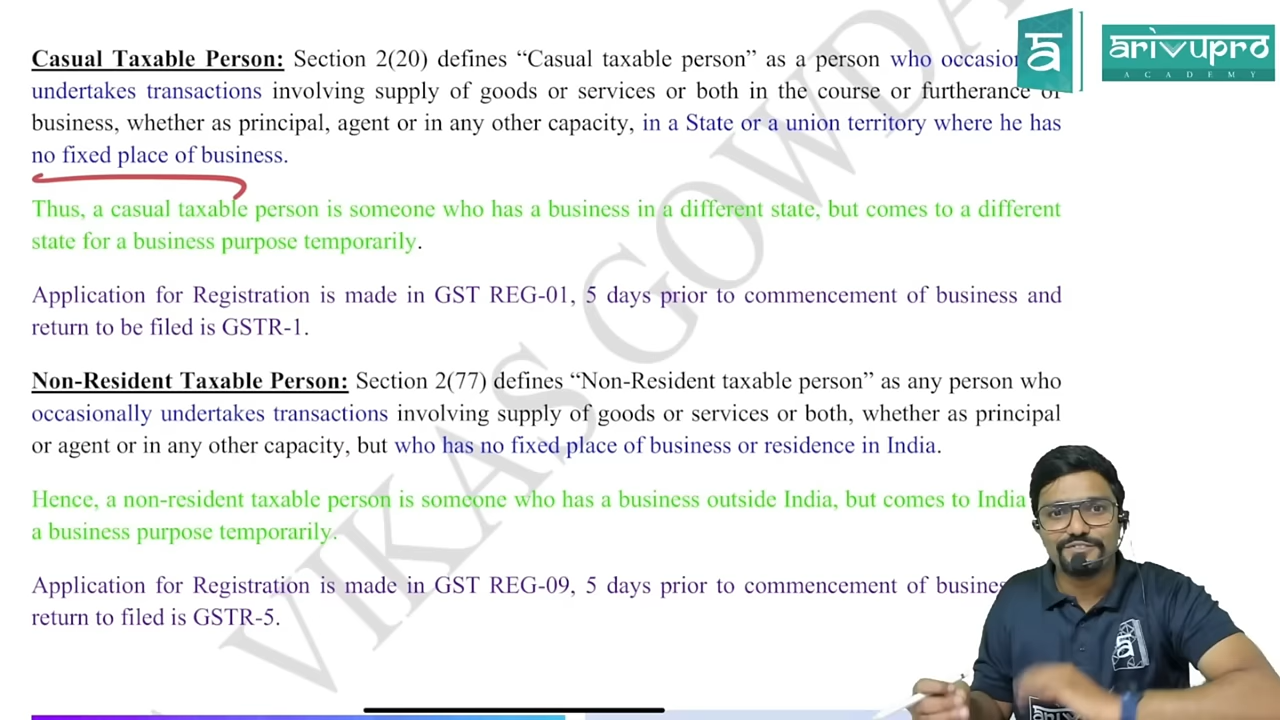 Casual Taxable Person: Section 2(20) defines “Casual taxable person” as a person who
undertakes transactions involving supply of goods or services or both in the course or furtherance of
business, whether as principal, agent or in any other capacity, in a State or a union territory where he has
no fixed place of business.
Thus, a casual taxable person is someone who has a business in a different state, but comes to a different
state for a business purpose temporarily.
Application for Registration is made in GST REG-01, 5 days prior to commencement of business and
return to be filed is GSTR-1.
Non-Resident Taxable Person: Section 2(77) defines “Non-Resident taxable person” as any person who
occasionally undertakes transactions involving supply of goods or services or both, whether as principal
or agent or in any other capacity, but who has no fixed place of business or residence in India.
Hence, a non-resident taxable person is someone who has a business outside India, but comes to India
a business purpose temporarily.
Application for Registration is made in GST REG-09, 5 days prior to commencement of
return to filed is GSTR-5.
VIKAS GOWDA
arivupro
ACADEMY